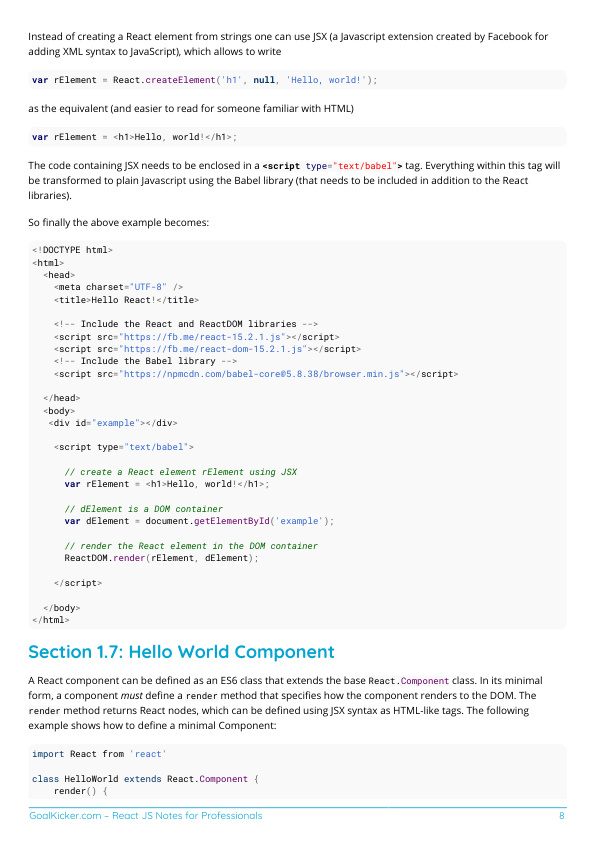 Instead of creating a React element from strings one can use JSX (a Javascript extension created by Facebook for
adding XML syntax to JavaScript), which allows to write
var rElement = React.createElement('h1', null, 'Hello, world!');
as the equivalent (and easier to read for someone familiar with HTML)
var rElement = <h1>Hello, world!</h1>;
The code containing JSX needs to be enclosed in a <script type="text/babel"> tag. Everything within this tag will
be transformed to plain Javascript using the Babel library (that needs to be included in addition to the React
libraries).
So finally the above example becomes:
<!DOCTYPE html>
<html>
  <head>
    <meta charset="UTF-8" />
    <title>Hello React!</title>
    <!-- Include the React and ReactDOM libraries -->
    <script src="https://fb.me/react-15.2.1.js"></script>
    <script src="https://fb.me/react-dom-15.2.1.js"></script>
    <!-- Include the Babel library -->
    <script src="https://npmcdn.com/babel-core@5.8.38/browser.min.js"></script>
  </head>
  <body>
   <div id="example"></div>
    <script type="text/babel">
      // create a React element rElement using JSX
      var rElement = <h1>Hello, world!</h1>;
      // dElement is a DOM container
      var dElement = document.getElementById('example');
      // render the React element in the DOM container
      ReactDOM.render(rElement, dElement);
    </script>
  </body>
</html>
Section 1.7: Hello World Component
A React component can be defined as an ES6 class that extends the base React.Component class. In its minimal
form, a component must define a render method that specifies how the component renders to the DOM. The
render method returns React nodes, which can be defined using JSX syntax as HTML-like tags. The following
example shows how to define a minimal Component:
import React from 'react'
class HelloWorld extends React.Component {
    render() {
GoalKicker.com – React JS Notes for Professionals 8